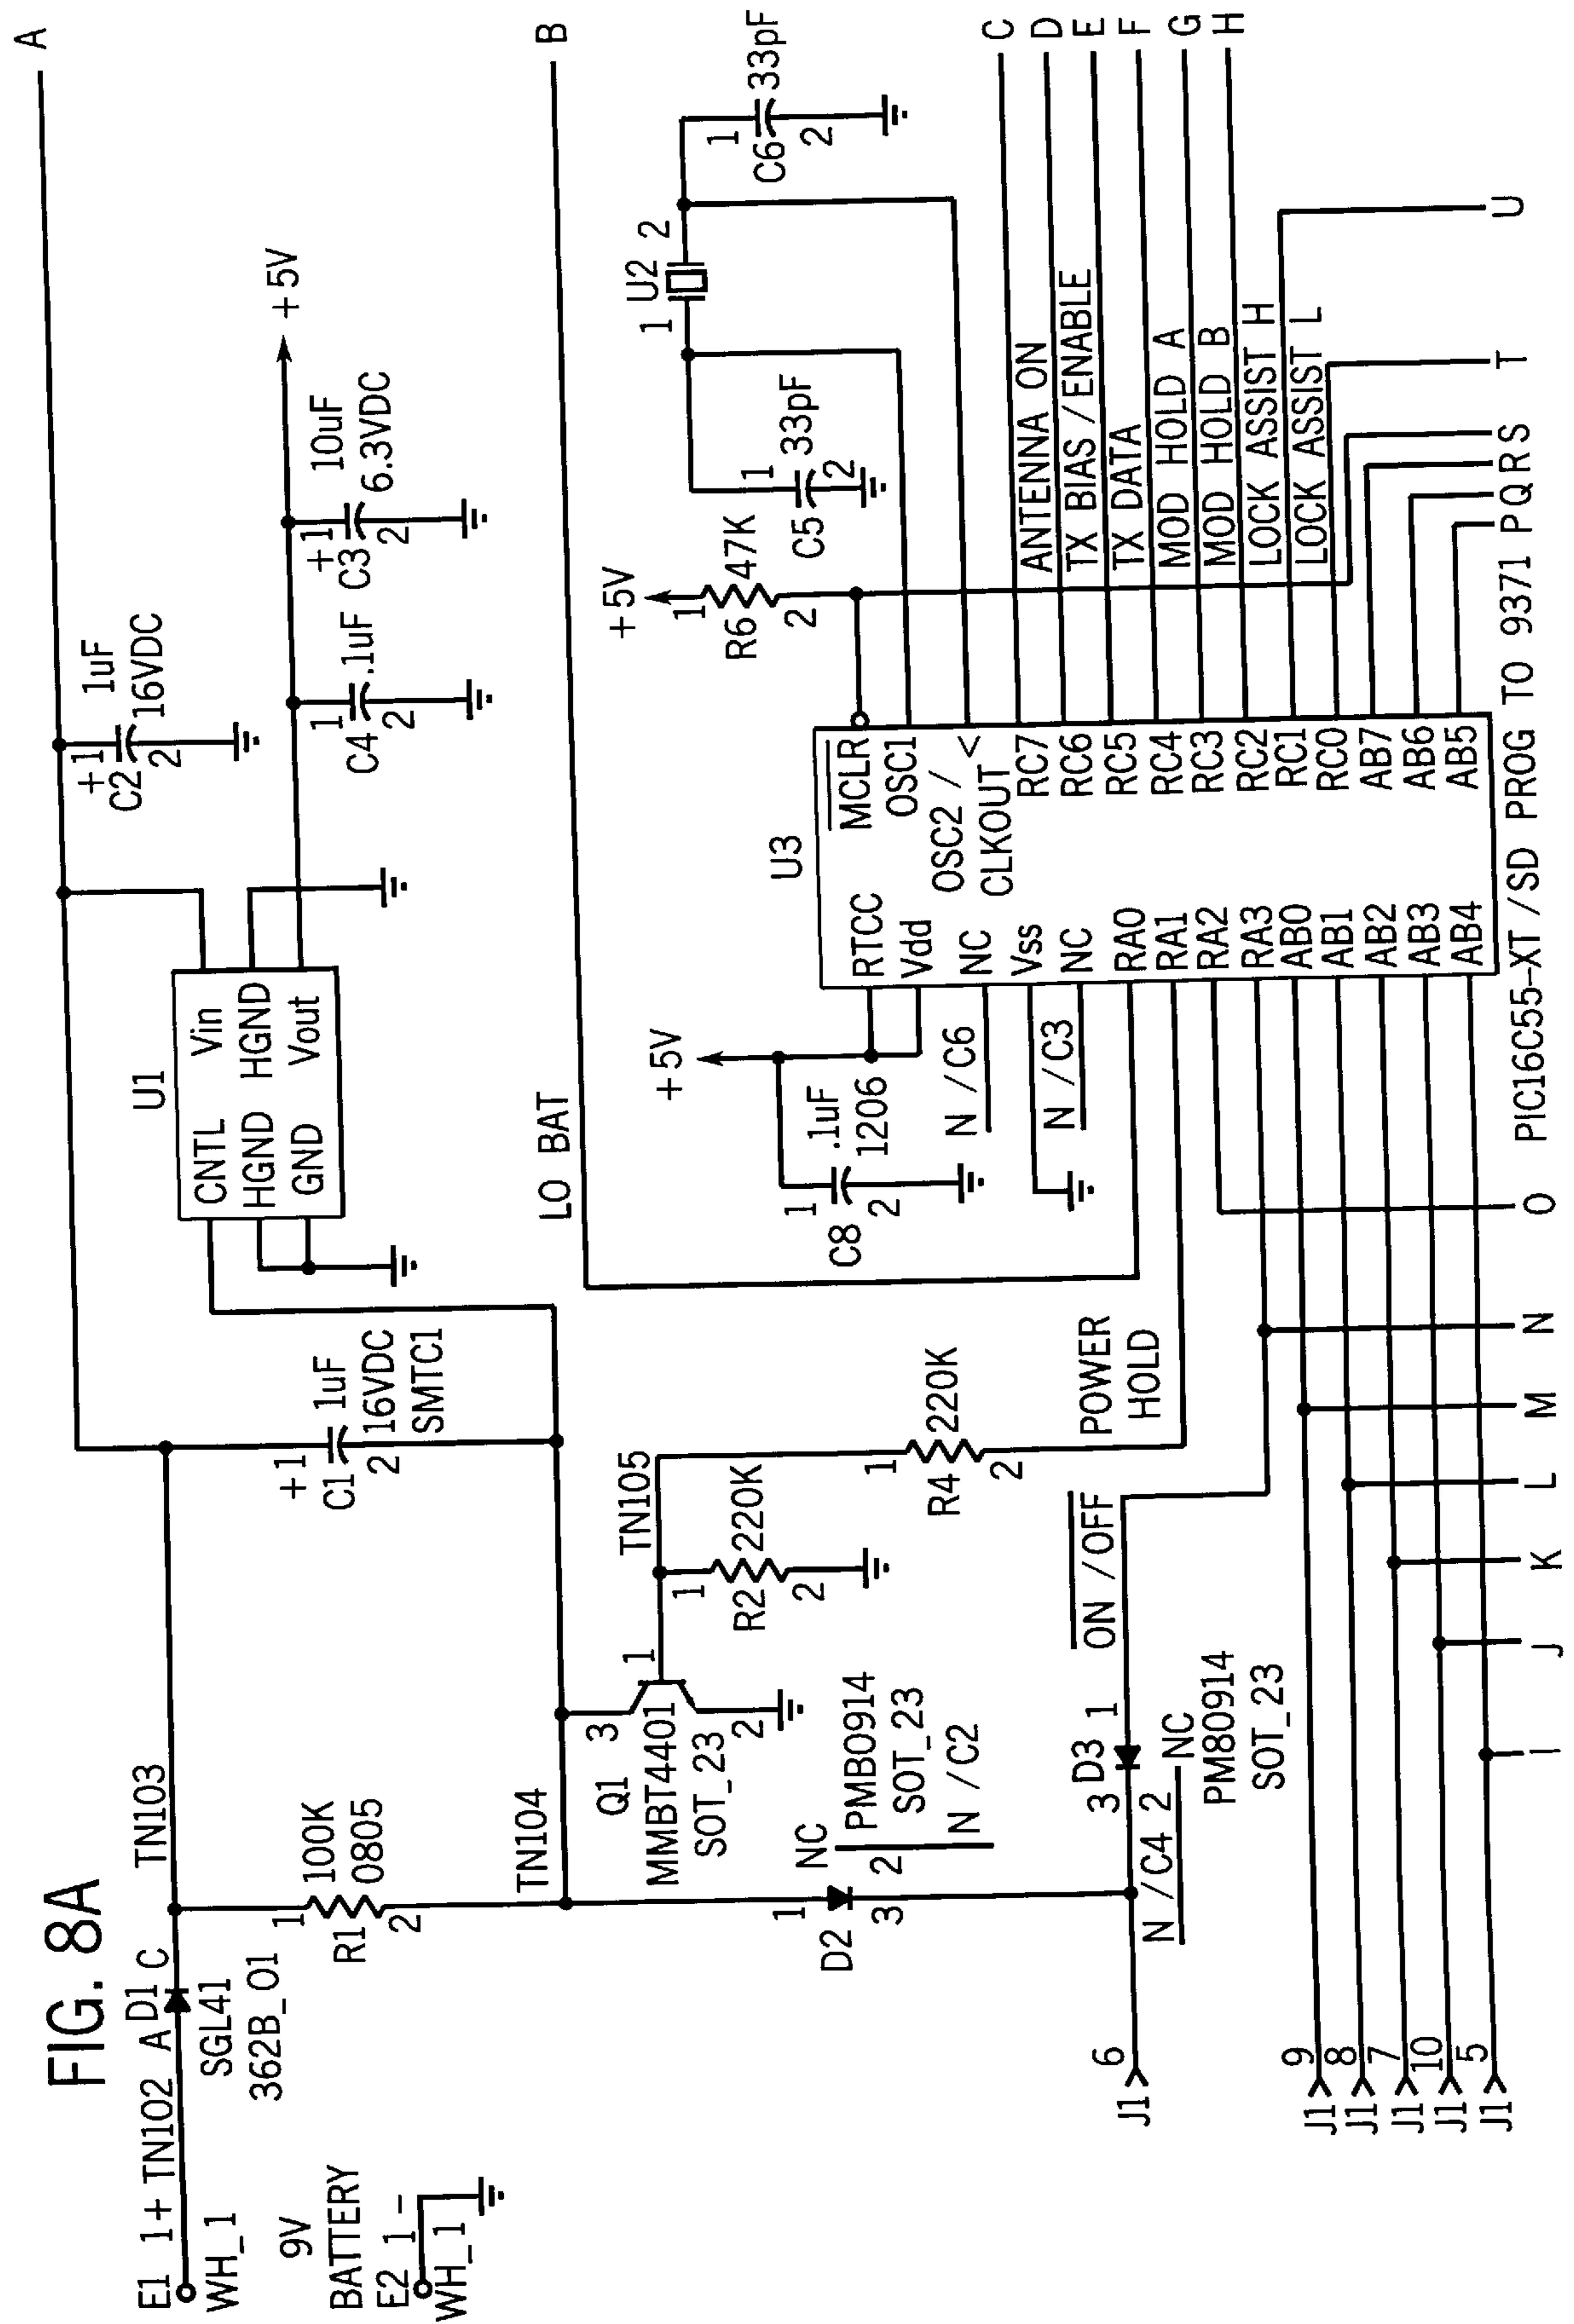 FIG. 8A
E1 1+ TN102 A D1 C
WH_1
SGL41
362B_01
9V
BATTERY
E2 1 -
WH_1
TN103
1 100K
R1 0805
2
TN104
+1 1uF
C1 16VDC
2 SMTC1
U1
CNTL Vin
HGND HGND
GND Vout
+1 1uF
C2 16VDC
2
A
1 .1uF
C4
2
+1 10uF
C3 6.3VDC
2
+5V
LO BAT
B
Q1
MMBT4401
SOT_23
3
1
2
TN105
1
R2 220K
2
1
R4 220K
2
POWER
HOLD
1
D2
3
NC
2
PMB0914
SOT_23
N/C2
ON/OFF
3 D3 1
N/C4 2 NC
PM80914
SOT_23
J1 6
J1 9
J1 8
J1 7
J1 10
J1 5
+5V
1 .1uF
C8 1206
2
N/C6
N/C3
U3
RTCC
Vdd
NC
Vss
NC
RA0
RA1
RA2
RA3
AB0
AB1
AB2
AB3
AB4
MCLR
OSC1
OSC2/ <
CLKOUT
RC7
RC6
RC5
RC4
RC3
RC2
RC1
RC0
AB7
AB6
AB5
+5V
1
R6 47K
2
1 U2 2
1
C5 33pF
2
1
C6 33pF
2
ANTENNA ON
TX BIAS/ENABLE
TX DATA
MOD HOLD A
MOD HOLD B
LOCK ASSIST H
LOCK ASSIST L
C
D
E
F
G
H
I J K L M N O
PIC16C55-XT/SD PROG TO 9371 P Q R S T U